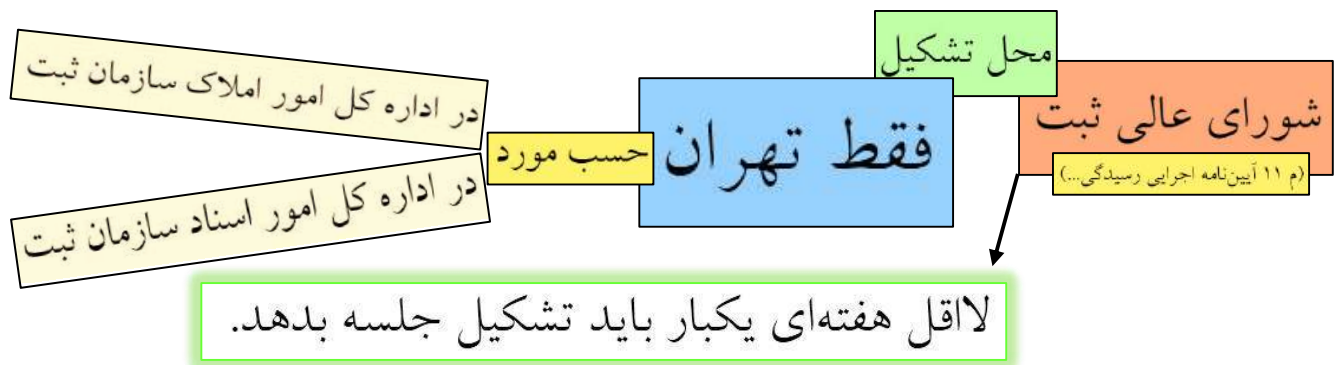 شورای عالی ثبت
(م ۱۱ آیین‌نامه اجرایی رسیدگی...)
محل تشکیل
فقط تهران
حسب مورد
در اداره کل امور املاک سازمان ثبت
در اداره کل امور اسناد سازمان ثبت
لااقل هفته‌ای یکبار باید تشکیل جلسه بدهد.